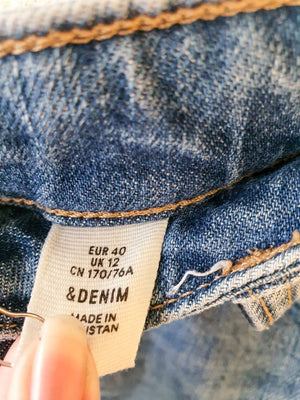 EUR 40
UK 12
CN 170/76A
&DENIM
MADE IN